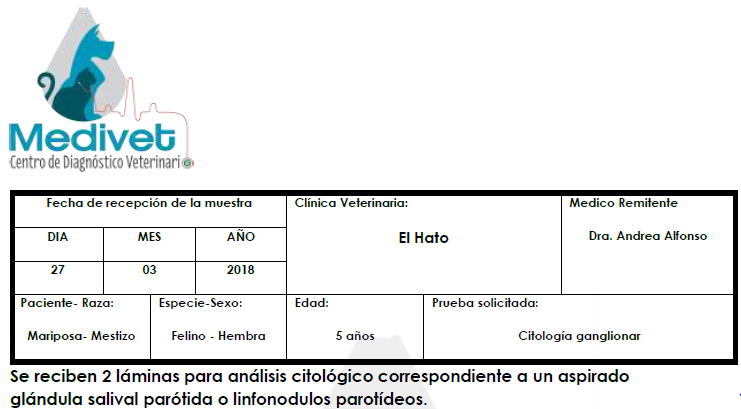 Medivet
Centro de Diagnóstico Veterinario
Fecha de recepción de la muestra
Clínica Veterinaria:
Medico Remitente
DIA MES AÑO
El Hato
Dra. Andrea Alfonso
27 03 2018
Paciente- Raza: Especie-Sexo: Edad: Prueba solicitada:
Mariposa- Mestizo Felino - Hembra 5 años Citología ganglionar
Se reciben 2 láminas para análisis citológico correspondiente a un aspirado
glándula salival parótida o linfonodulos parotídeos.